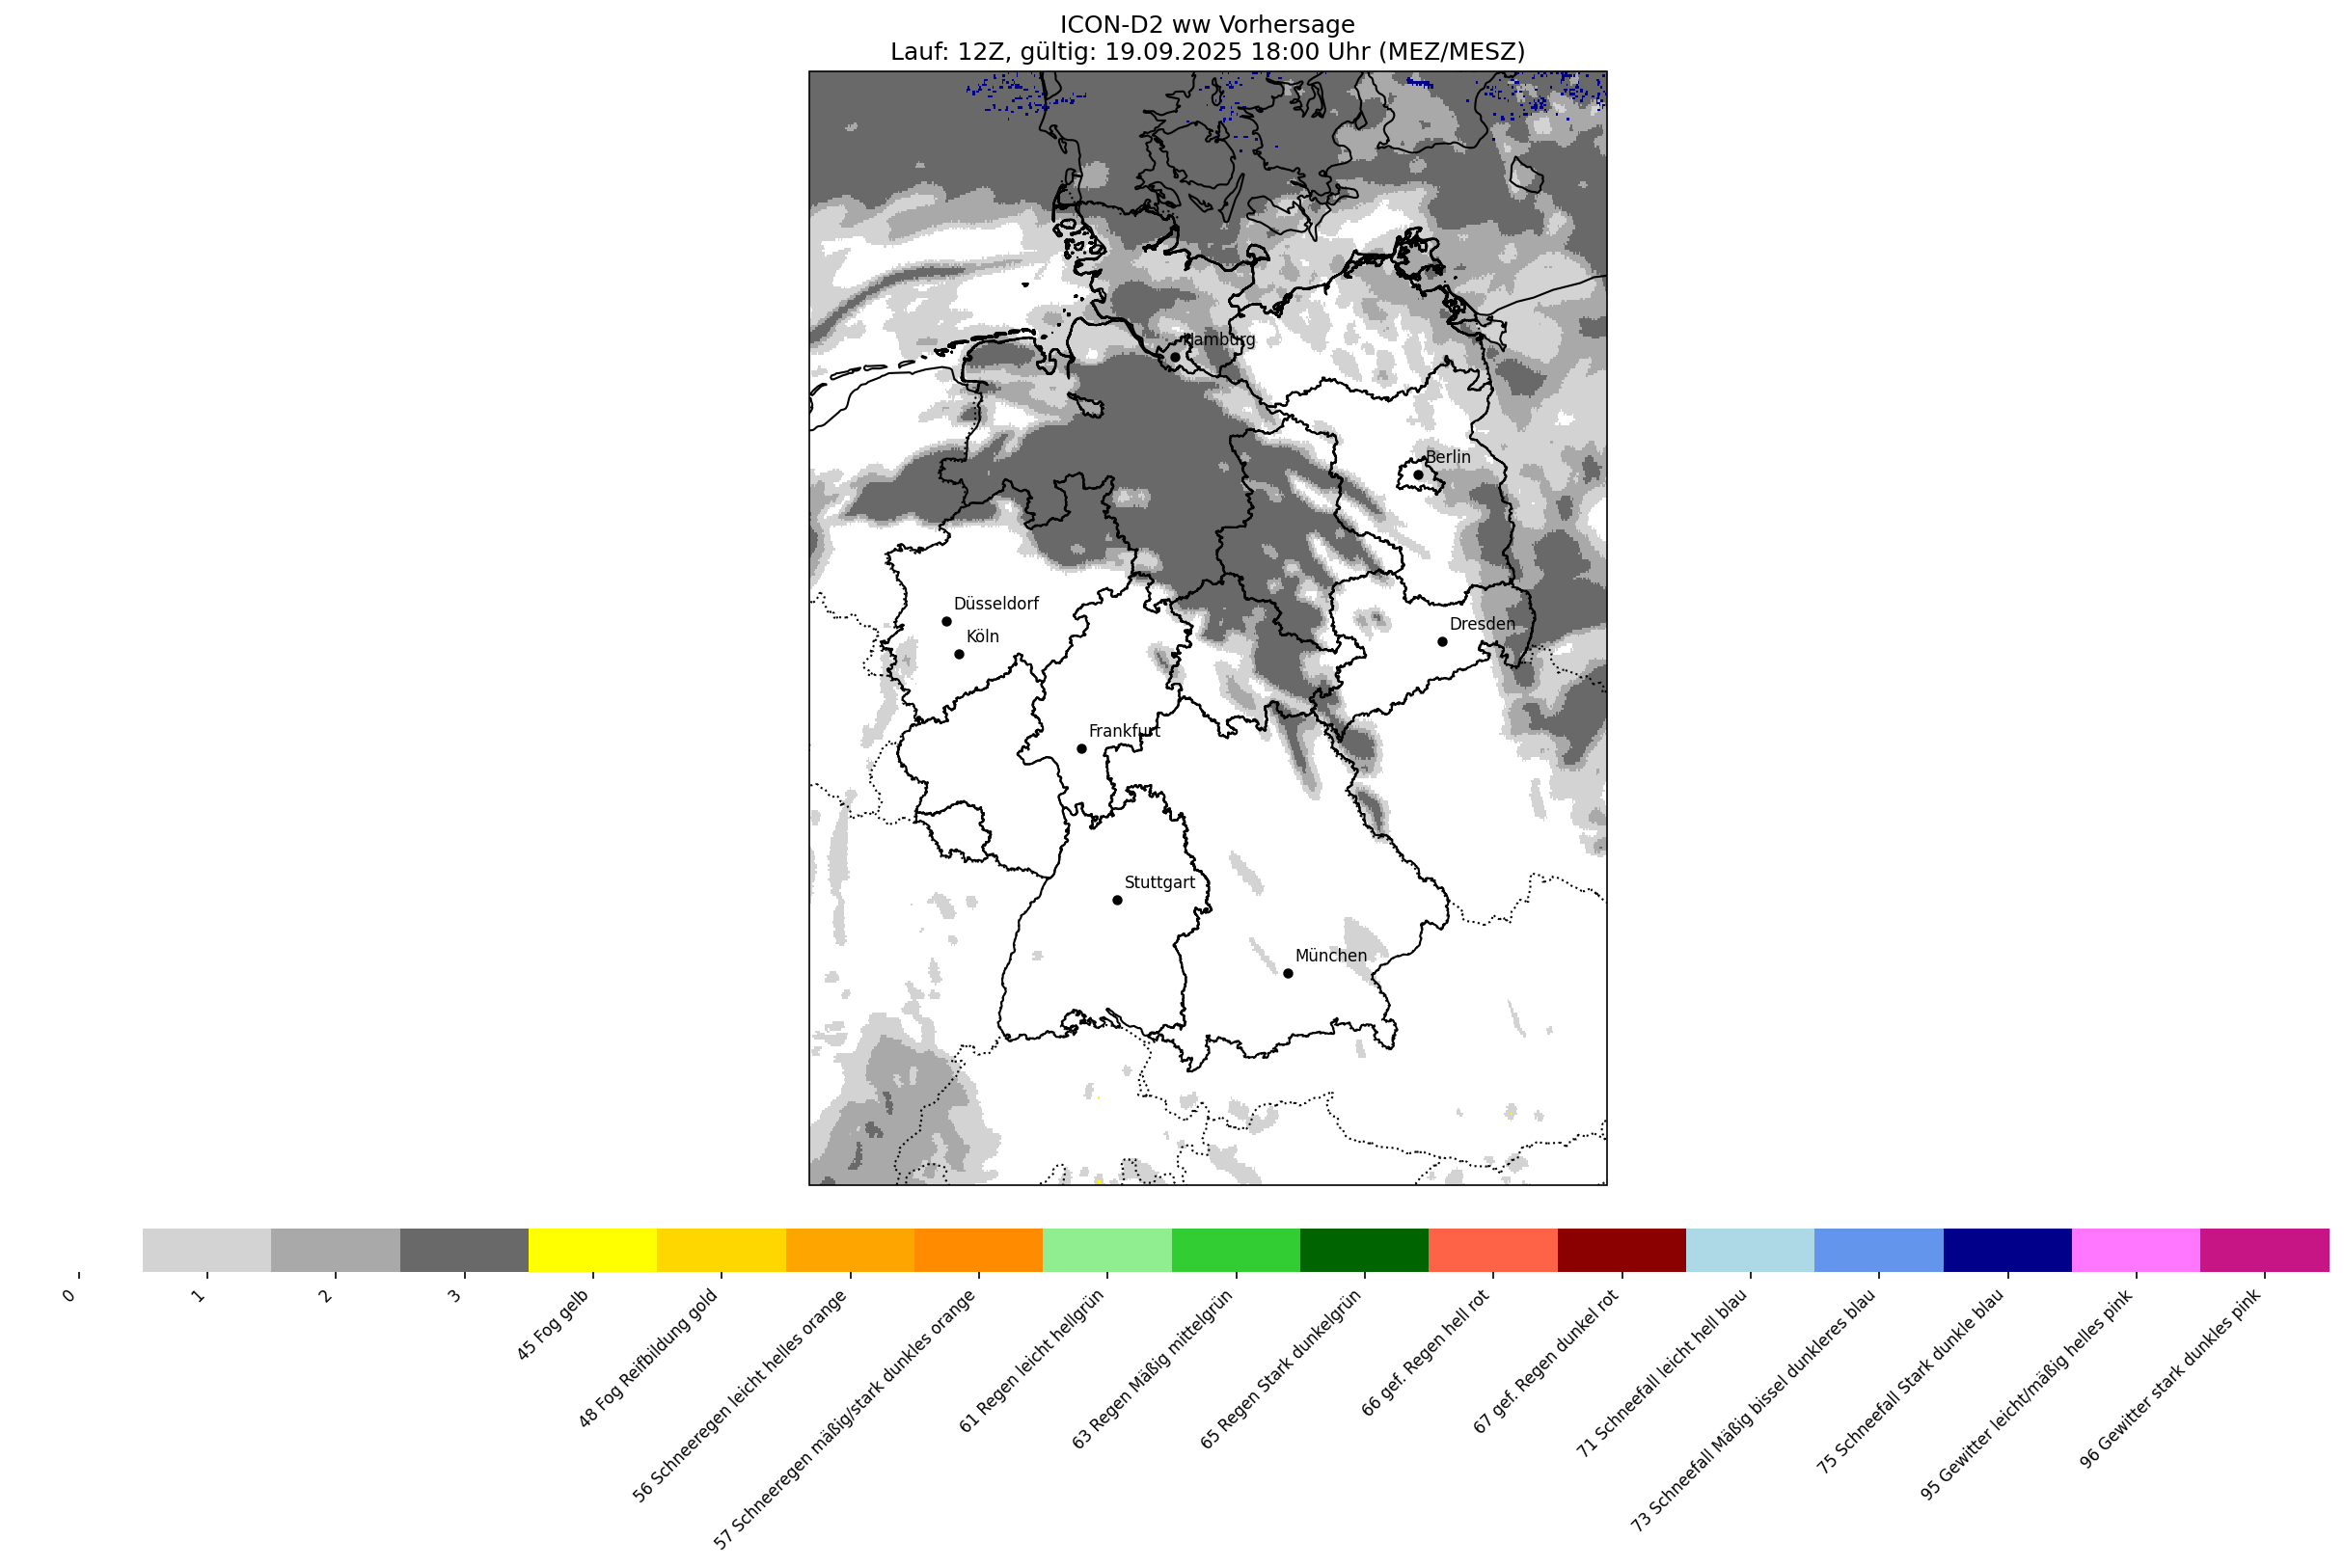 ICON-D2 ww Vorhersage
Lauf: 12Z, gültig: 19.09.2025 18:00 Uhr (MEZ/MESZ)
Hamburg
Berlin
Düsseldorf
Köln
Dresden
Frankfurt
Stuttgart
München
0
1
2
3
45 Fog gelb
48 Fog Reifbildung gold
56 Schneeregen leicht helles orange
57 Schneeregen mäßig/stark dunkles orange
61 Regen leicht hellgrün
63 Regen Mäßig mittelgrün
65 Regen Stark dunkelgrün
66 gef. Regen hell rot
67 gef. Regen dunkel rot
71 Schneefall leicht hell blau
73 Schneefall Mäßig bissel dunkleres blau
75 Schneefall Stark dunkle blau
95 Gewitter leicht/mäßig helles pink
96 Gewitter stark dunkles pink